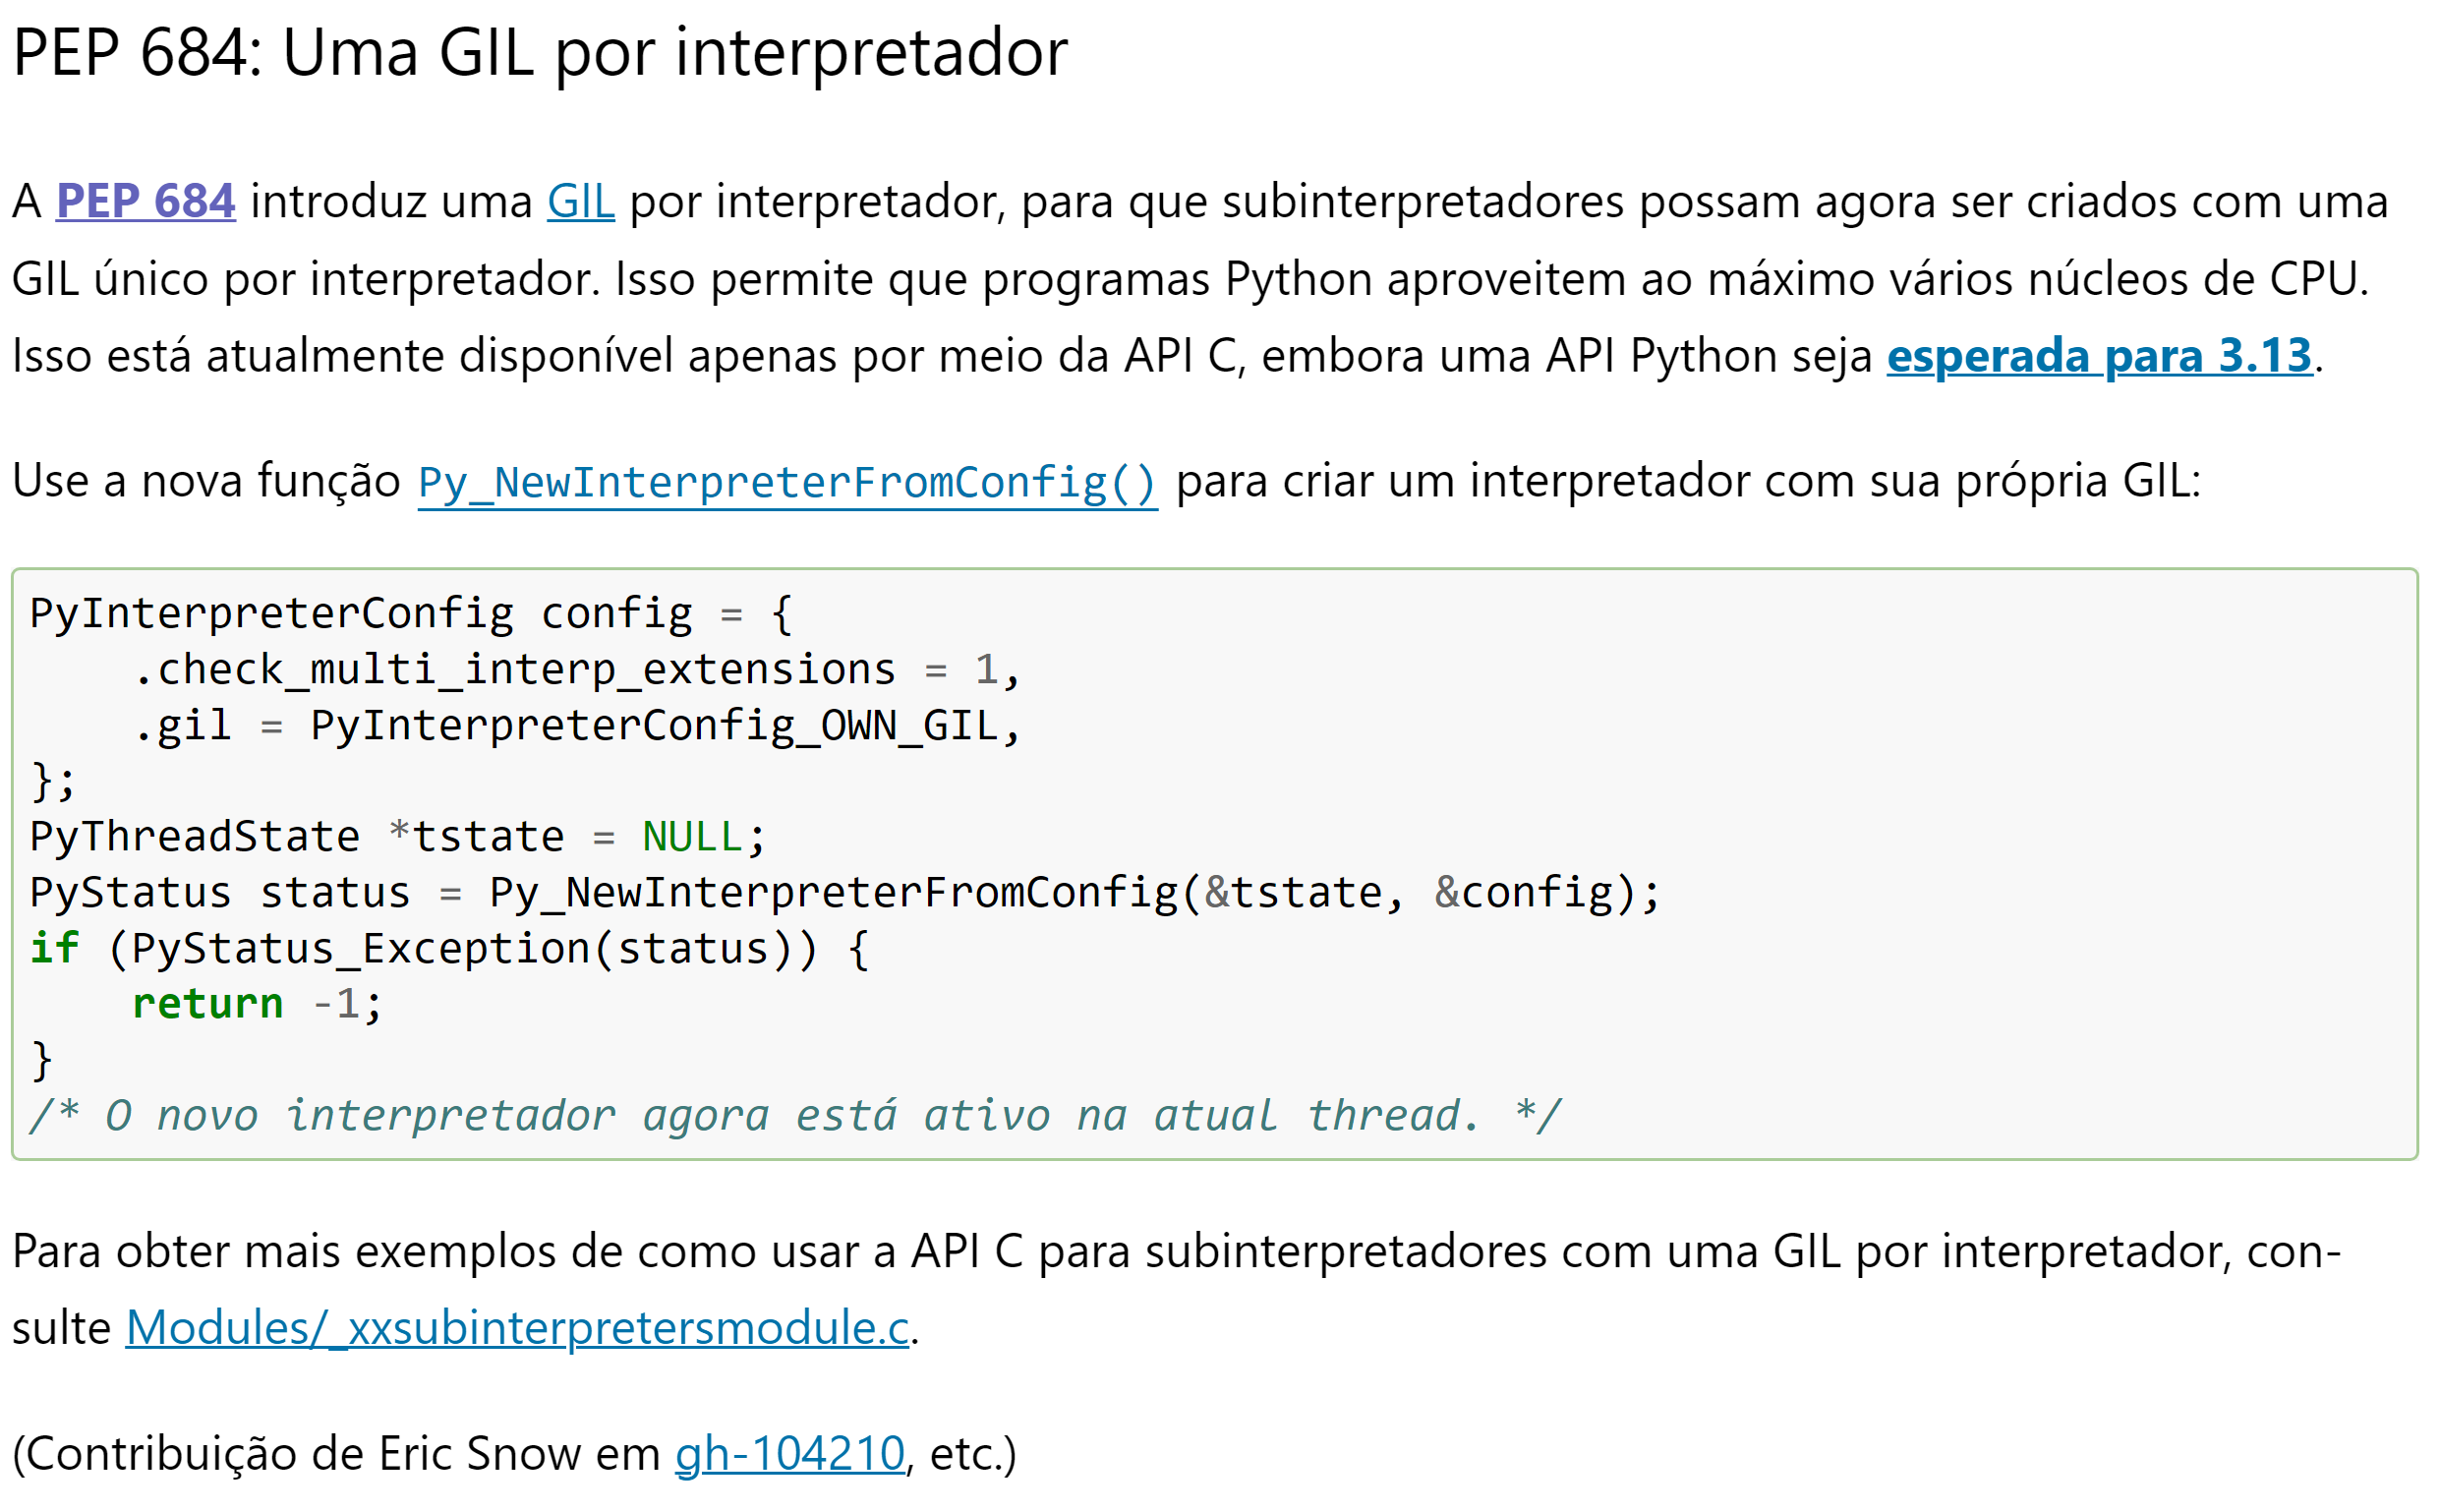 PEP 684: Uma GIL por interpretador
A PEP 684 introduz uma GIL por interpretador, para que subinterpretadores possam agora ser criados com uma
GIL único por interpretador. Isso permite que programas Python aproveitem ao máximo vários núcleos de CPU.
Isso está atualmente disponível apenas por meio da API C, embora uma API Python seja esperada para 3.13.
Use a nova função Py_NewInterpreterFromConfig() para criar um interpretador com sua própria GIL:
PyInterpreterConfig config = {
    .check_multi_interp_extensions = 1,
    .gil = PyInterpreterConfig_OWN_GIL,
};
PyThreadState *tstate = NULL;
PyStatus status = Py_NewInterpreterFromConfig(&tstate, &config);
if (PyStatus_Exception(status)) {
    return -1;
}
/* O novo interpretador agora está ativo na atual thread. */
Para obter mais exemplos de como usar a API C para subinterpretadores com uma GIL por interpretador, con-
sulte Modules/_xxsubinterpretersmodule.c.
(Contribuição de Eric Snow em gh-104210, etc.)